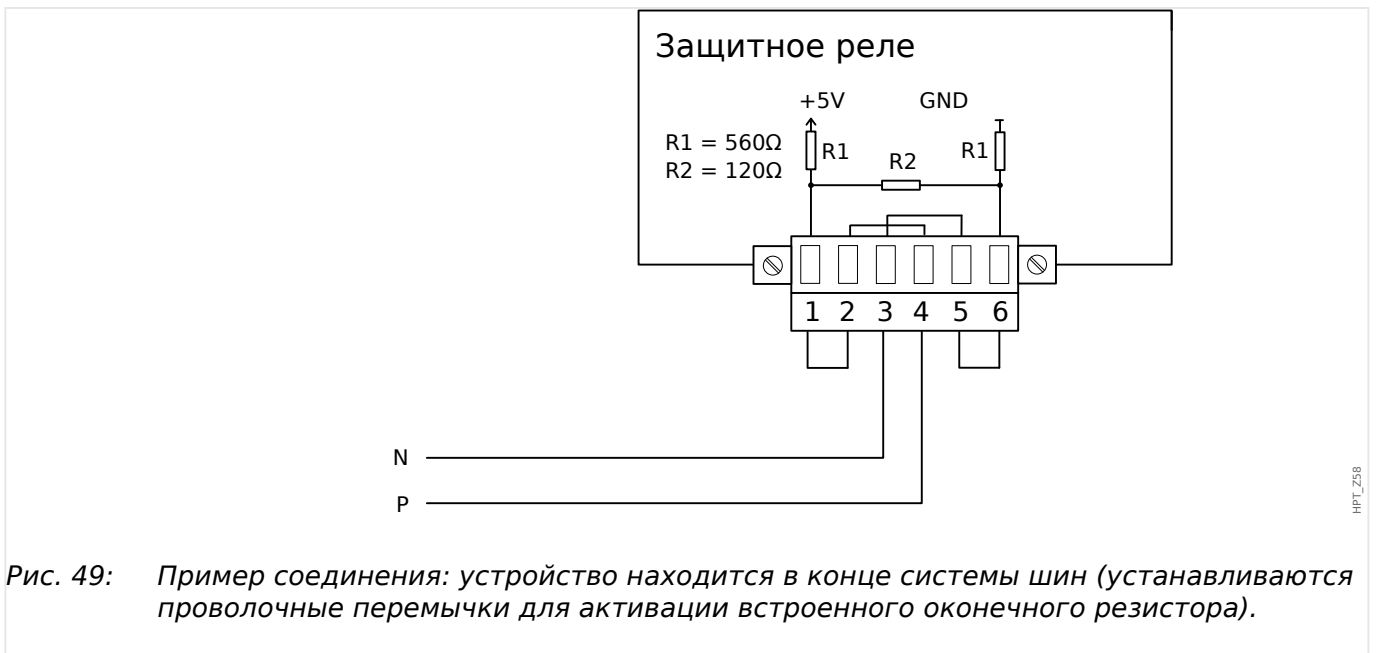 Защитное реле
+5V GND
R1 = 560Ω
R2 = 120Ω
R1 R2 R1
1 2 3 4 5 6
N
P
HPT_Z58
Рис. 49: Пример соединения: устройство находится в конце системы шин (устанавливаются
проволочные перемычки для активации встроенного оконечного резистора).